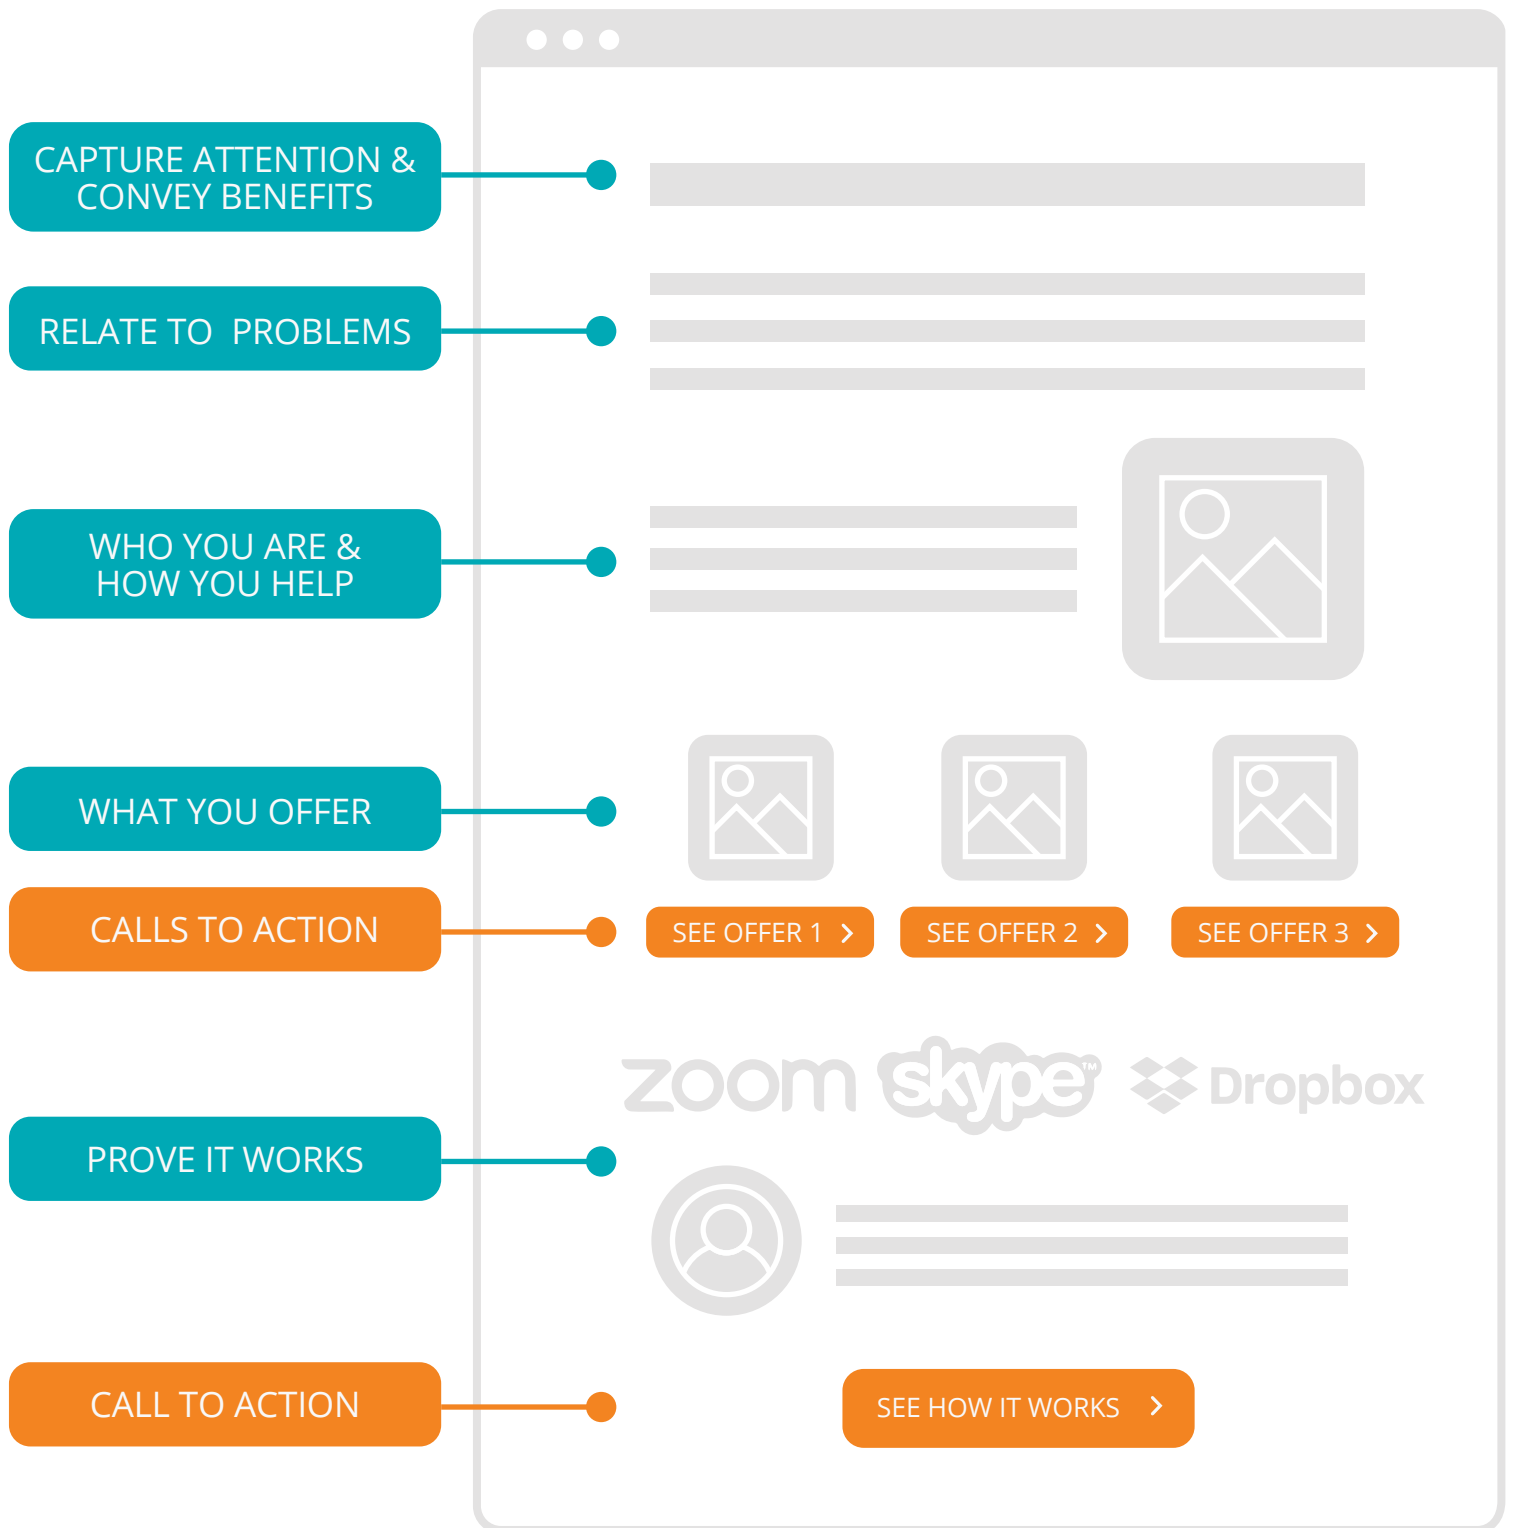 CAPTURE ATTENTION &
CONVEY BENEFITS
RELATE TO PROBLEMS
WHO YOU ARE &
HOW YOU HELP
WHAT YOU OFFER
CALLS TO ACTION
SEE OFFER 1
SEE OFFER 2
SEE OFFER 3
zoom
skype™
Dropbox
PROVE IT WORKS
CALL TO ACTION
SEE HOW IT WORKS